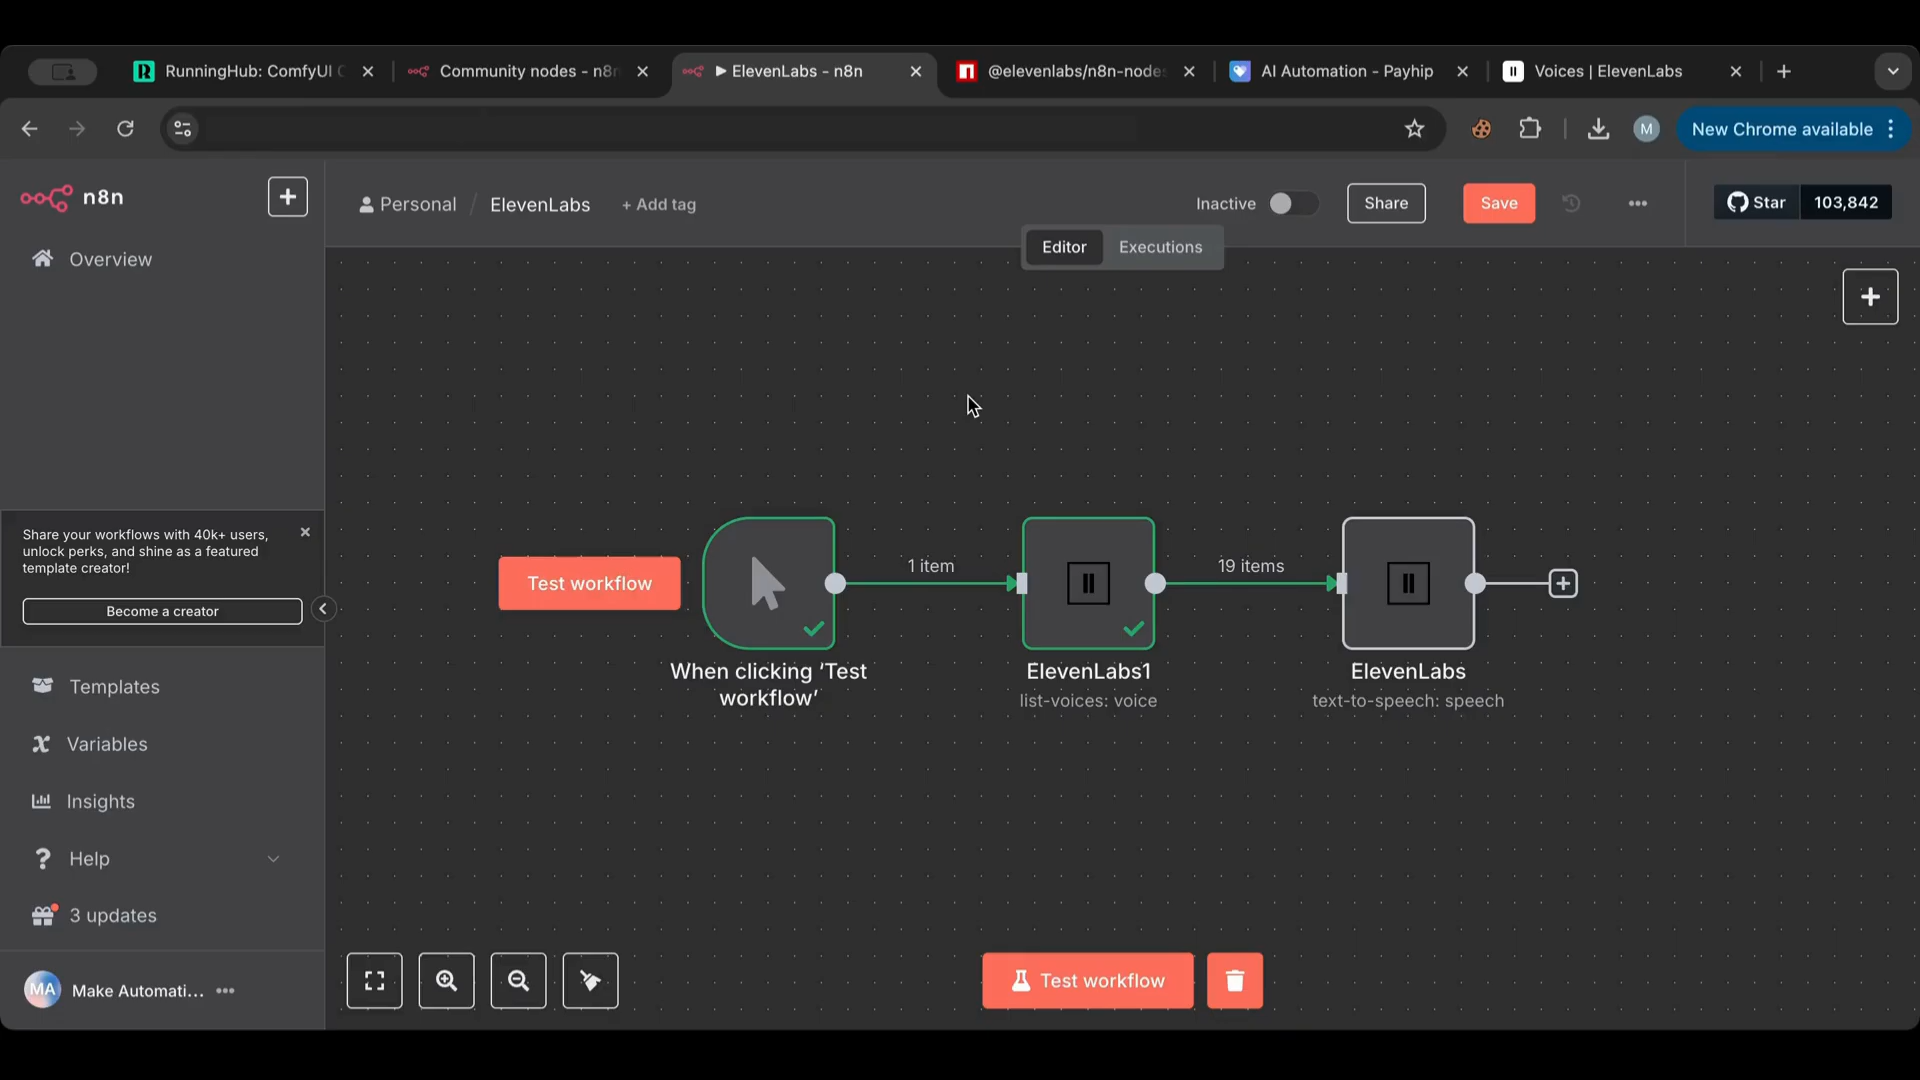 RunningHub: ComfyUI C
Community nodes - n8n
▶ ElevenLabs - n8n
@elevenlabs/n8n-nodes
AI Automation - Payhip
Voices | ElevenLabs
M
New Chrome available
n8n
Personal / ElevenLabs + Add tag
Inactive
Share
Save
Star 103,842
Editor Executions
Overview
Share your workflows with 40k+ users,
unlock perks, and shine as a featured
template creator!
Become a creator
Templates
Variables
Insights
Help
3 updates
MA Make Automati...
Test workflow
1 item
19 items
When clicking ‘Test
workflow’
ElevenLabs1
list-voices: voice
ElevenLabs
text-to-speech: speech
Test workflow